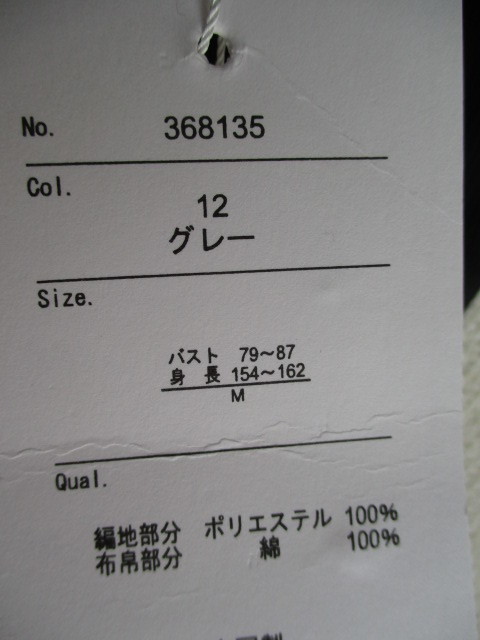 No. 368135
Col.
12
グレー
Size.
バスト 79～87
身 長 154～162
M
Qual.
編地部分 ポリエステル 100%
布帛部分 綿 100%